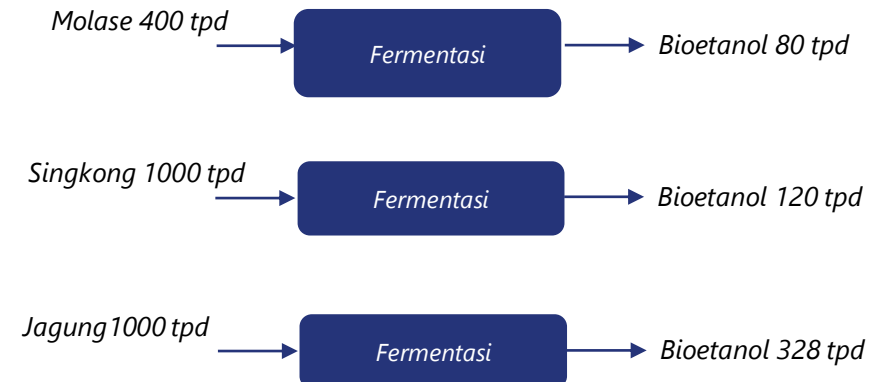 Molase 400 tpd
Fermentasi
Bioetanol 80 tpd
Singkong 1000 tpd
Fermentasi
Bioetanol 120 tpd
Jagung1000 tpd
Fermentasi
Bioetanol 328 tpd